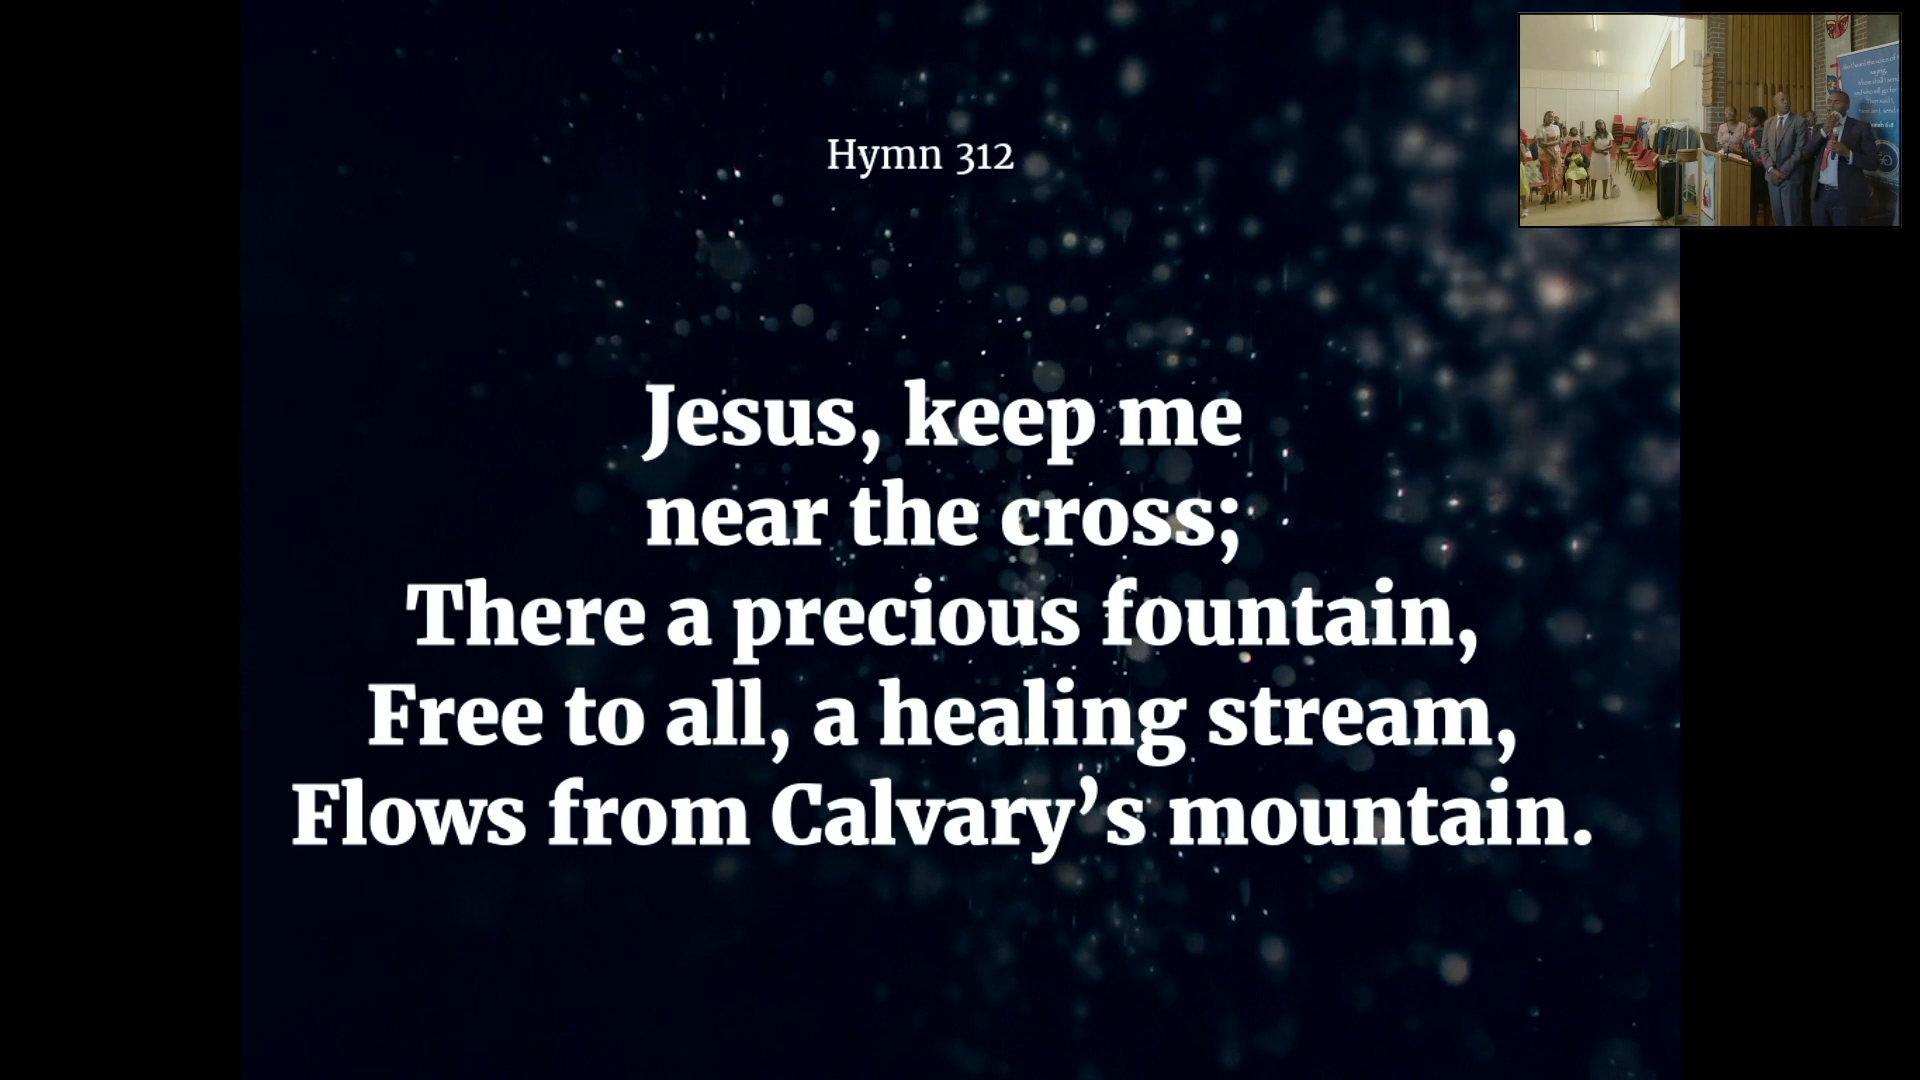 Hymn 312
Jesus, keep me
near the cross;
There a precious fountain,
Free to all, a healing stream,
Flows from Calvary’s mountain.